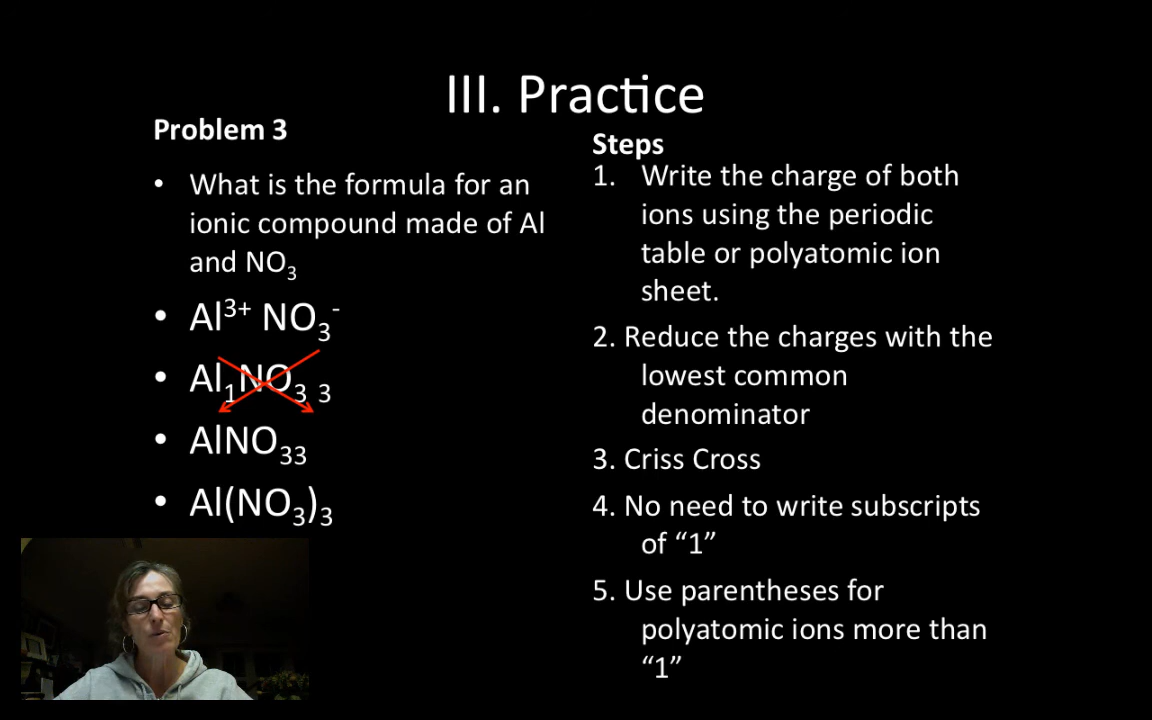 III. Practice
Problem 3
• What is the formula for an
ionic compound made of Al
and NO₃
• Al³⁺ NO₃⁻
• Al₁NO₃ ₃
• AlNO₃₃
• Al(NO₃)₃
Steps
1. Write the charge of both
ions using the periodic
table or polyatomic ion
sheet.
2. Reduce the charges with the
lowest common
denominator
3. Criss Cross
4. No need to write subscripts
of “1”
5. Use parentheses for
polyatomic ions more than
“1”